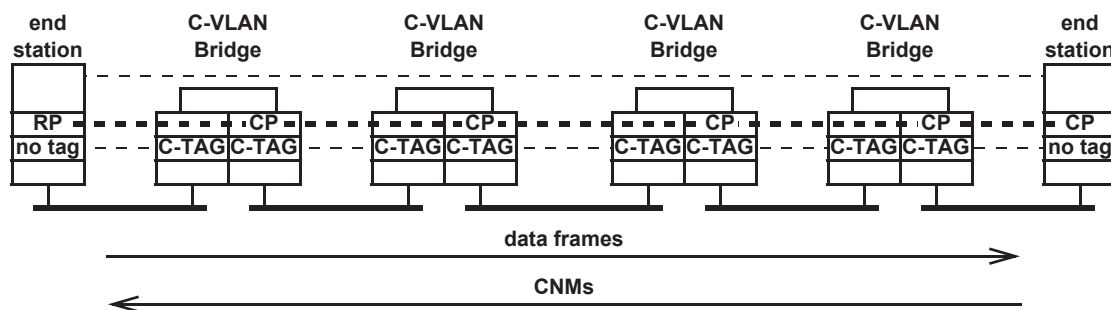 end C-VLAN C-VLAN C-VLAN C-VLAN end
station Bridge Bridge Bridge Bridge station
RP CP CP CP CP CP
no tag C-TAG C-TAG C-TAG C-TAG C-TAG C-TAG C-TAG C-TAG no tag
data frames
CNMs